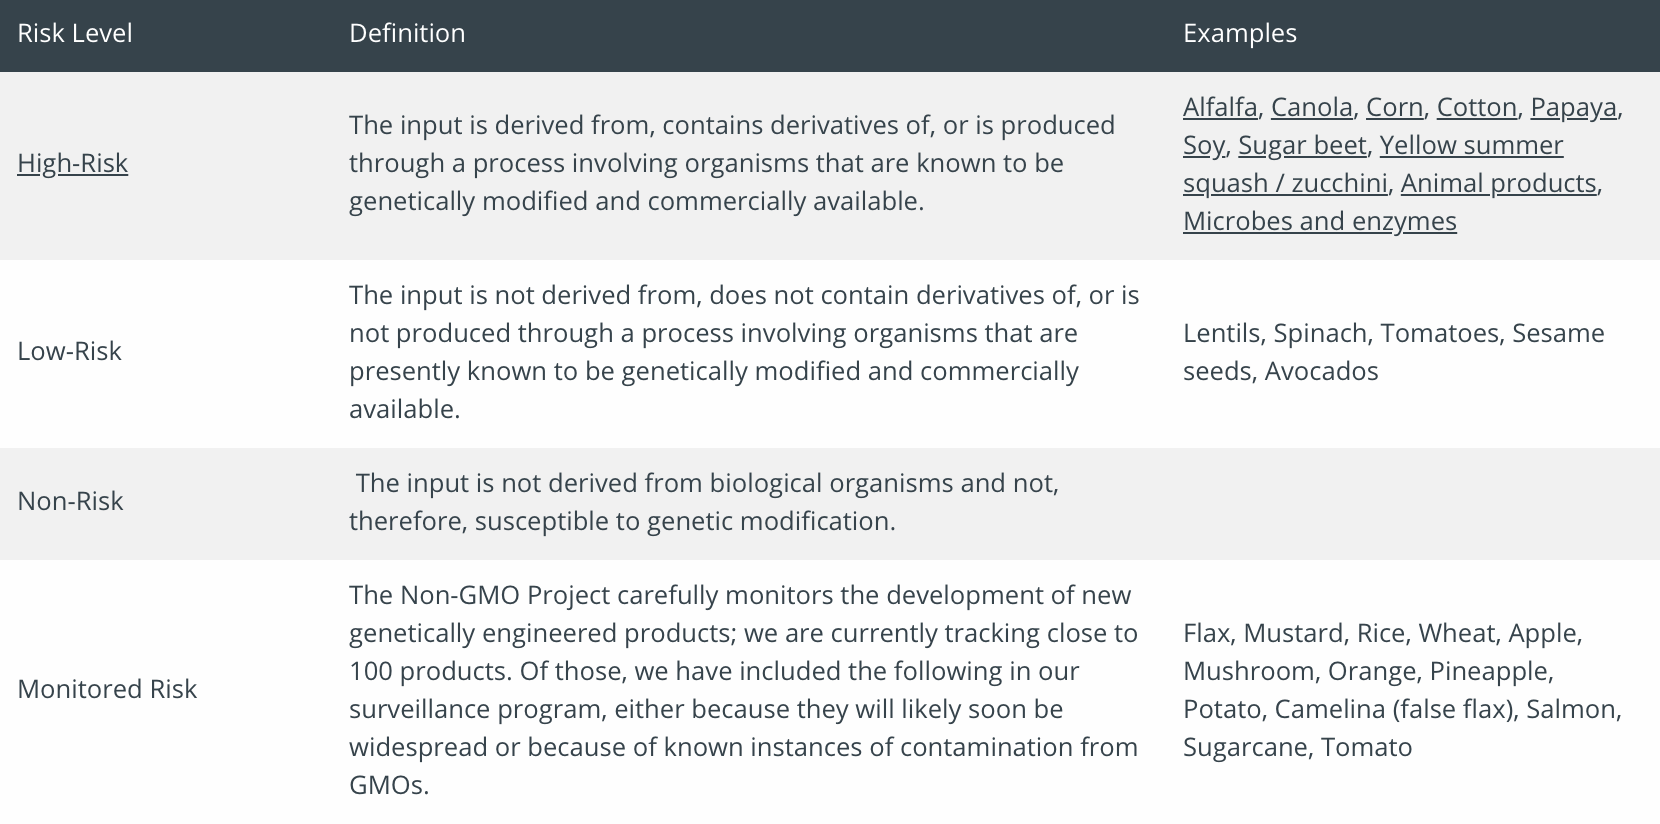 Risk Level
Definition
Examples
High-Risk
The input is derived from, contains derivatives of, or is produced
through a process involving organisms that are known to be
genetically modified and commercially available.
Alfalfa, Canola, Corn, Cotton, Papaya,
Soy, Sugar beet, Yellow summer
squash / zucchini, Animal products,
Microbes and enzymes
Low-Risk
The input is not derived from, does not contain derivatives of, or is
not produced through a process involving organisms that are
presently known to be genetically modified and commercially
available.
Lentils, Spinach, Tomatoes, Sesame
seeds, Avocados
Non-Risk
The input is not derived from biological organisms and not,
therefore, susceptible to genetic modification.
Monitored Risk
The Non-GMO Project carefully monitors the development of new
genetically engineered products; we are currently tracking close to
100 products. Of those, we have included the following in our
surveillance program, either because they will likely soon be
widespread or because of known instances of contamination from
GMOs.
Flax, Mustard, Rice, Wheat, Apple,
Mushroom, Orange, Pineapple,
Potato, Camelina (false flax), Salmon,
Sugarcane, Tomato